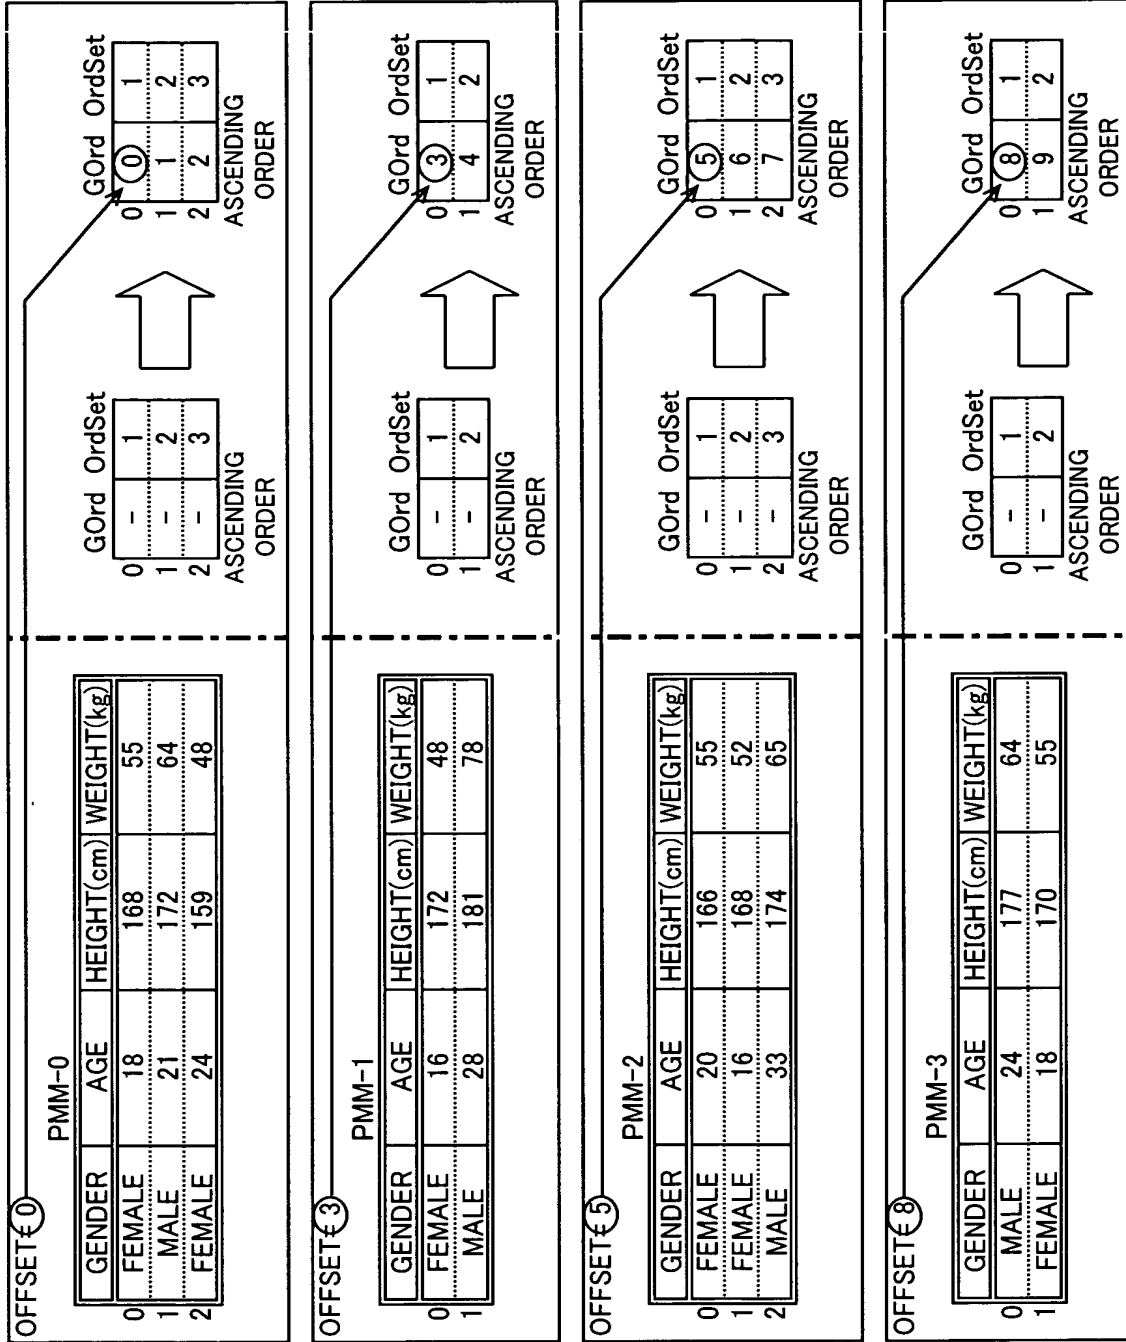 OFFSET=0
PMM-0
GENDER AGE HEIGHT(cm) WEIGHT(kg)
0 FEMALE 18 168 55
1 MALE 21 172 64
2 FEMALE 24 159 48
GOrd OrdSet
0 - 1
1 - 2
2 - 3
ASCENDING
ORDER
GOrd OrdSet
0 0 1
1 1 2
2 2 3
ASCENDING
ORDER
OFFSET=3
PMM-1
GENDER AGE HEIGHT(cm) WEIGHT(kg)
0 FEMALE 16 172 48
1 MALE 28 181 78
GOrd OrdSet
0 - 1
1 - 2
ASCENDING
ORDER
GOrd OrdSet
0 3 1
1 4 2
ASCENDING
ORDER
OFFSET=5
PMM-2
GENDER AGE HEIGHT(cm) WEIGHT(kg)
0 FEMALE 20 166 55
1 FEMALE 16 168 52
2 MALE 33 174 65
GOrd OrdSet
0 - 1
1 - 2
2 - 3
ASCENDING
ORDER
GOrd OrdSet
0 5 1
1 6 2
2 7 3
ASCENDING
ORDER
OFFSET=8
PMM-3
GENDER AGE HEIGHT(cm) WEIGHT(kg)
0 MALE 24 177 64
1 FEMALE 18 170 55
GOrd OrdSet
0 - 1
1 - 2
ASCENDING
ORDER
GOrd OrdSet
0 8 1
1 9 2
ASCENDING
ORDER